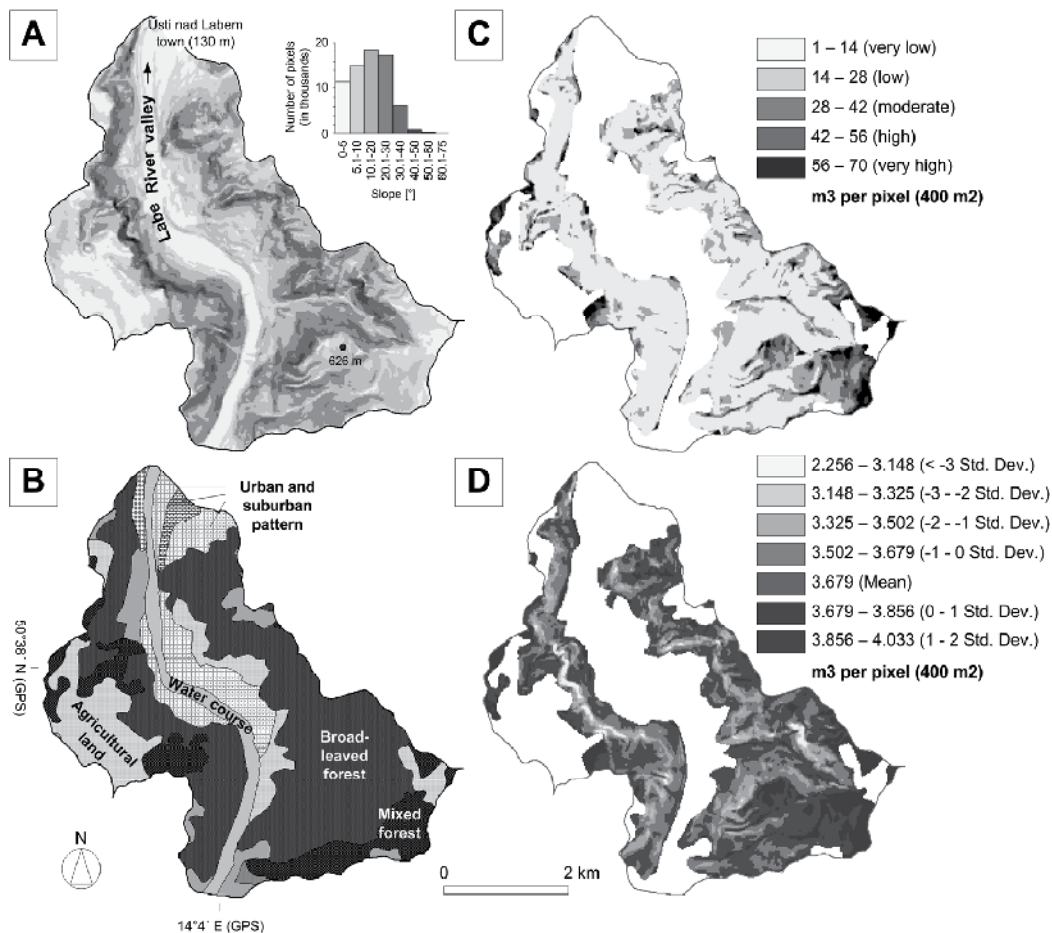 A
Usti nad Labem
town (130 m)
Labe River valley
626 m
Number of pixels
(in thousands)
20
10
0
0-5
5.1-10
10.1-20
20.1-30
30.1-40
40.1-50
50.1-60
60.1-75
Slope [°]
C
1 – 14 (very low)
14 – 28 (low)
28 – 42 (moderate)
42 – 56 (high)
56 – 70 (very high)
m3 per pixel (400 m2)
B
Urban and
suburban
pattern
50°38´ N (GPS)
Water course
Agricultural
land
Broad-
leaved forest
Mixed
forest
N
14°4´ E (GPS)
0 2 km
D
2.256 – 3.148 (< -3 Std. Dev.)
3.148 – 3.325 (-3 - -2 Std. Dev.)
3.325 – 3.502 (-2 - -1 Std. Dev.)
3.502 – 3.679 (-1 - 0 Std. Dev.)
3.679 (Mean)
3.679 – 3.856 (0 - 1 Std. Dev.)
3.856 – 4.033 (1 - 2 Std. Dev.)
m3 per pixel (400 m2)